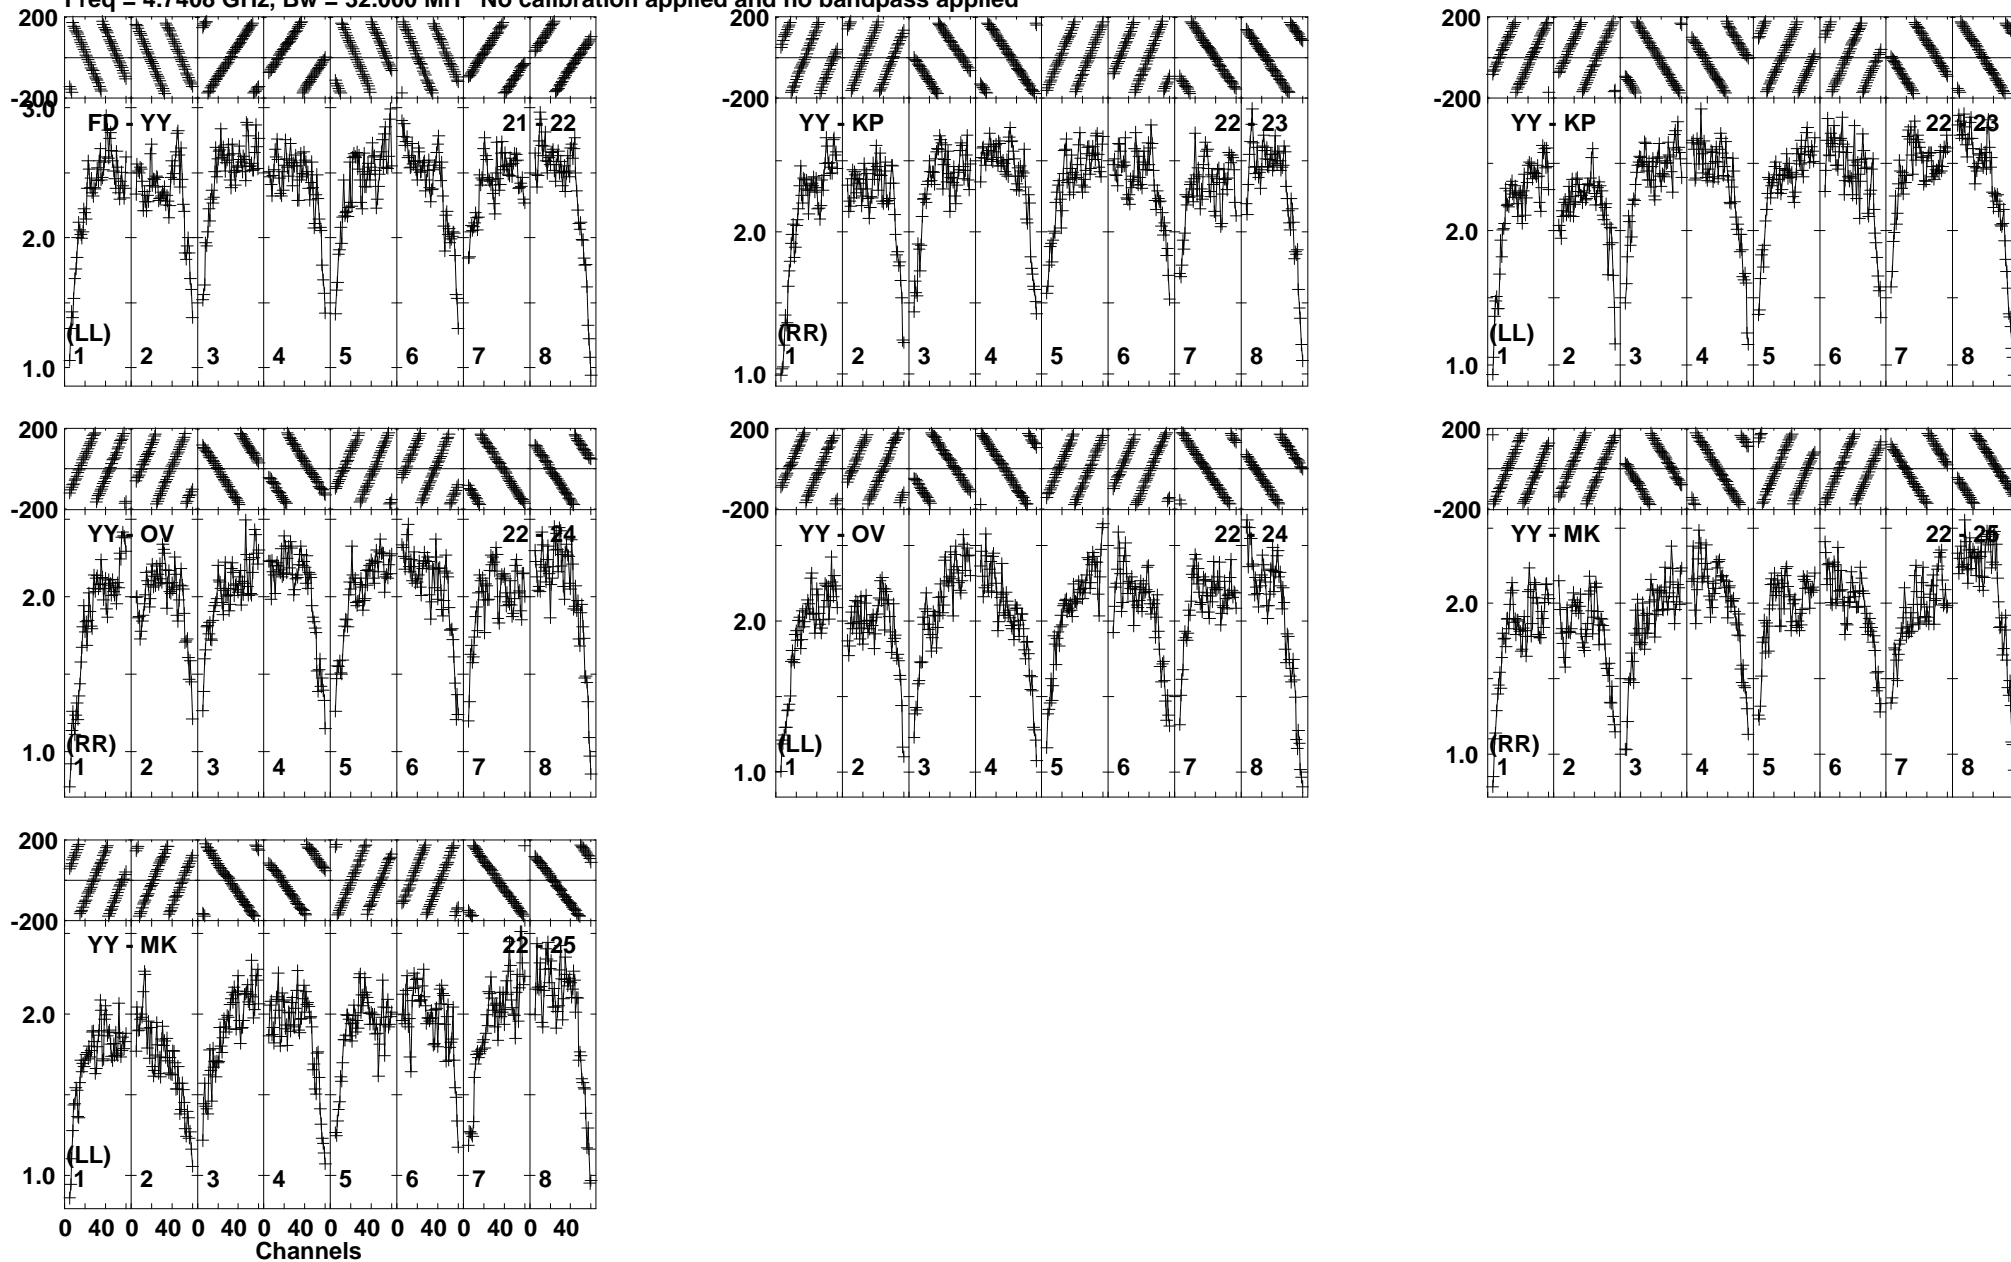 Freq = 4.7408 GHz, Bw = 32.000 MH No calibration applied and no bandpass applied
200 200 200
-200 -200 -200
3.0
FD - YY 21 - 22 YY - KP 22 - 23 YY - KP 22 - 23
2.0 2.0 2.0
(LL) (RR) (LL)
1 2 3 4 5 6 7 8 1 2 3 4 5 6 7 8 1 2 3 4 5 6 7 8
1.0 1.0 1.0
200 200 200
-200 -200 -200
YY - OV 22 - 24 YY - OV 22 - 24 YY - MK 22 - 25
2.0 2.0 2.0
(RR) (LL) (RR)
1 2 3 4 5 6 7 8 1 2 3 4 5 6 7 8 1 2 3 4 5 6 7 8
1.0 1.0 1.0
200
-200
YY - MK 22 - 25
2.0
(LL)
1 2 3 4 5 6 7 8
1.0
0 40 0 40 0 40 0 40 0 40 0 40 0 40 0 40
Channels